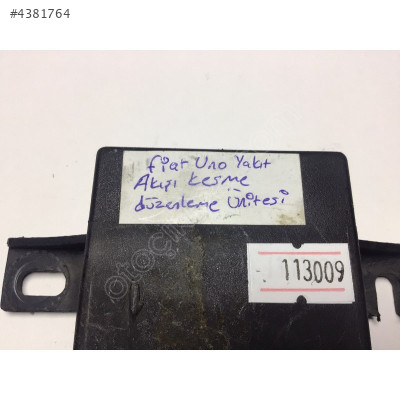 #4381764
fiat Uno Yakıt
Akışı kesme
düzenleme Ünitesi
113009